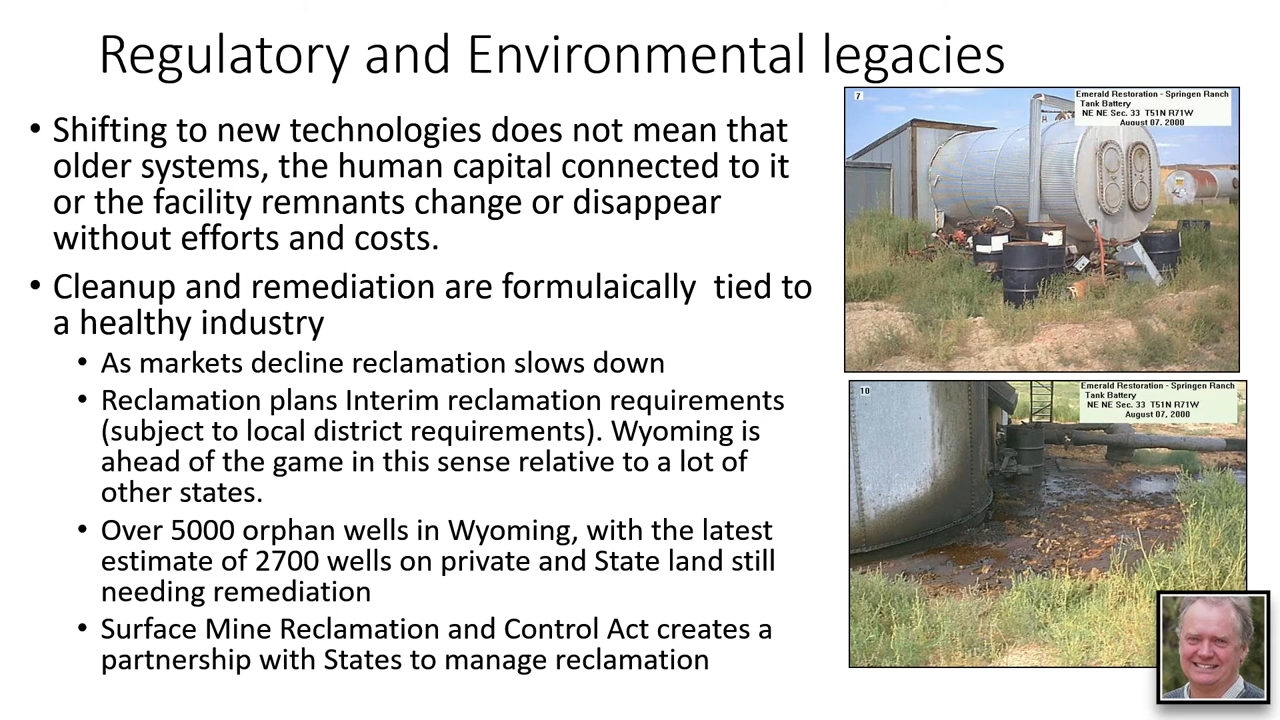 Regulatory and Environmental legacies
• Shifting to new technologies does not mean that
older systems, the human capital connected to it
or the facility remnants change or disappear
without efforts and costs.
• Cleanup and remediation are formulaically  tied to
a healthy industry
• As markets decline reclamation slows down
• Reclamation plans Interim reclamation requirements
(subject to local district requirements). Wyoming is
ahead of the game in this sense relative to a lot of
other states.
• Over 5000 orphan wells in Wyoming, with the latest
estimate of 2700 wells on private and State land still
needing remediation
• Surface Mine Reclamation and Control Act creates a
partnership with States to manage reclamation
7
Emerald Restoration - Springen Ranch
Tank Battery
NE NE Sec. 33 T51N R71W
August 07, 2000
10
Emerald Restoration - Springen Ranch
Tank Battery
NE NE Sec. 33 T51N R71W
August 07, 2000